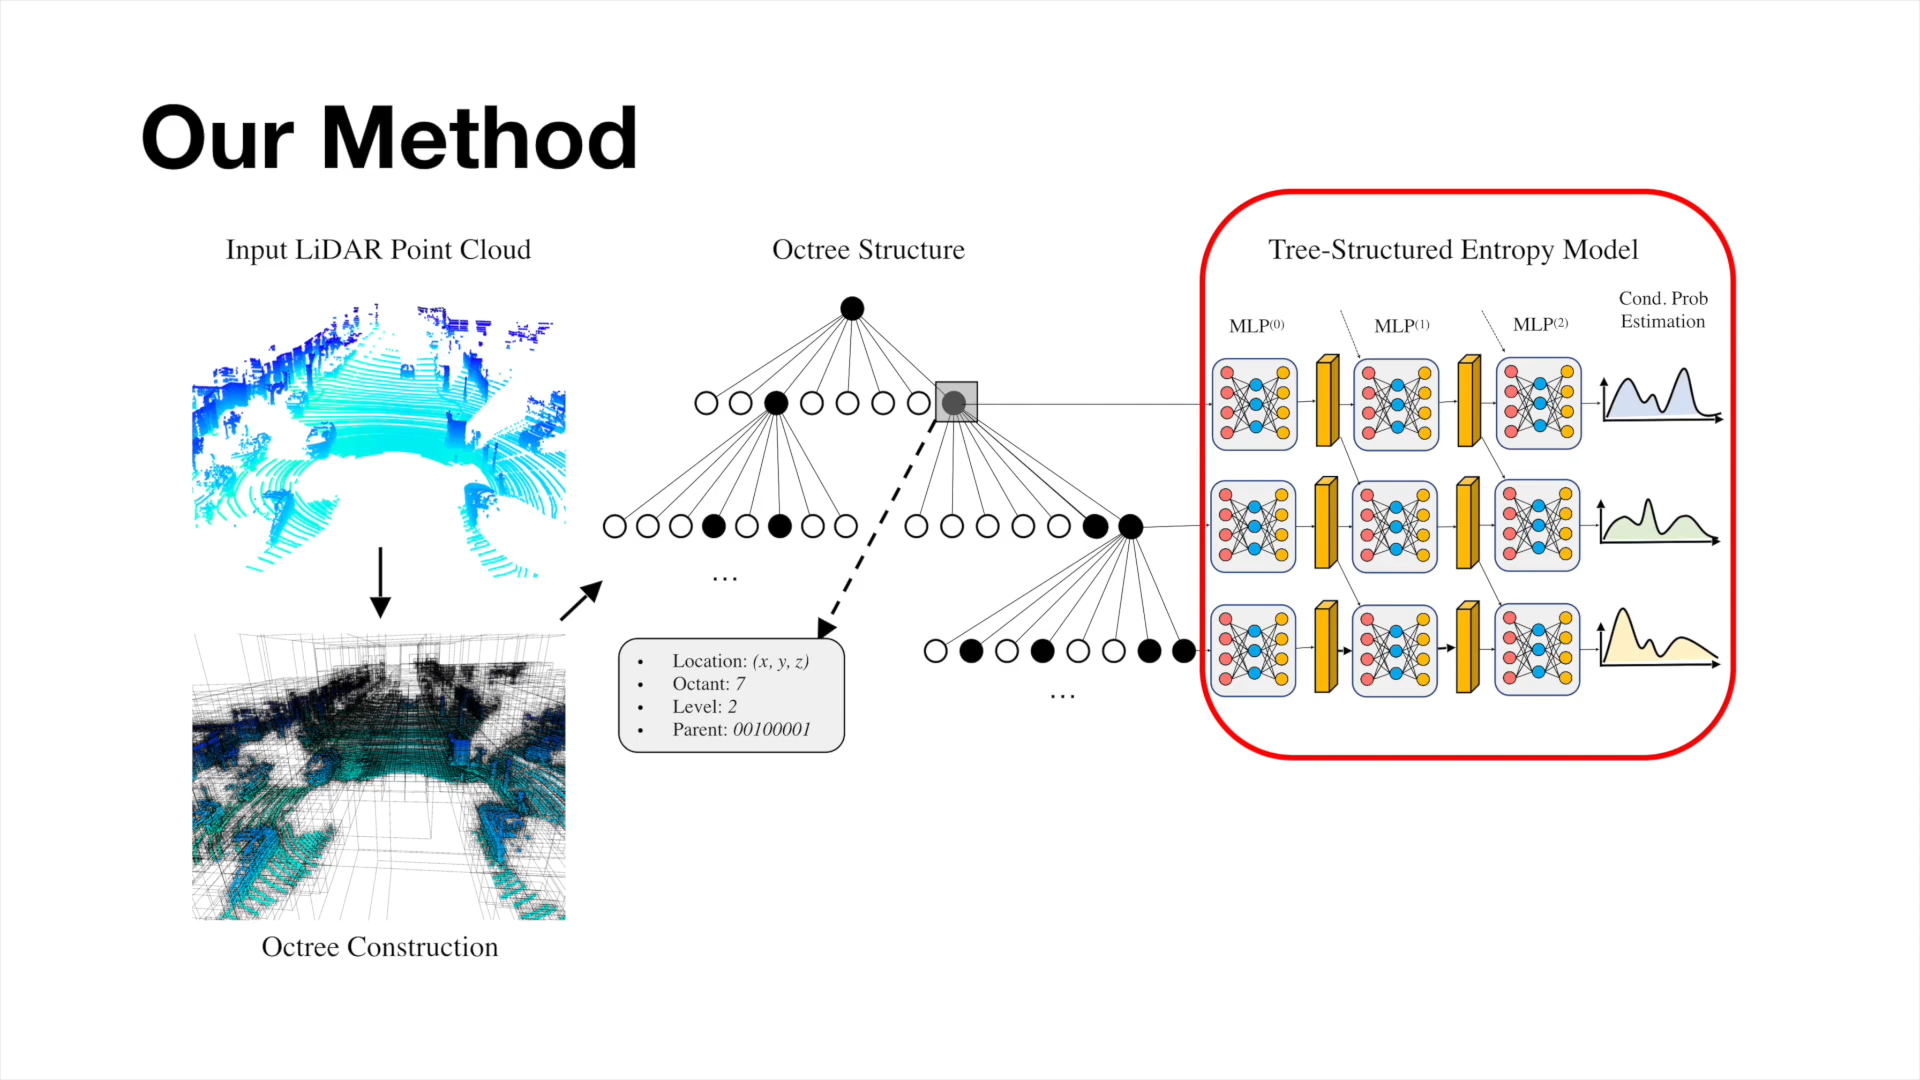 Our Method
Input LiDAR Point Cloud
Octree Structure
Tree-Structured Entropy Model
Cond. Prob
Estimation
MLP(0)
MLP(1)
MLP(2)
...
• Location: (x, y, z)
• Octant: 7
• Level: 2
• Parent: 00100001
...
Octree Construction